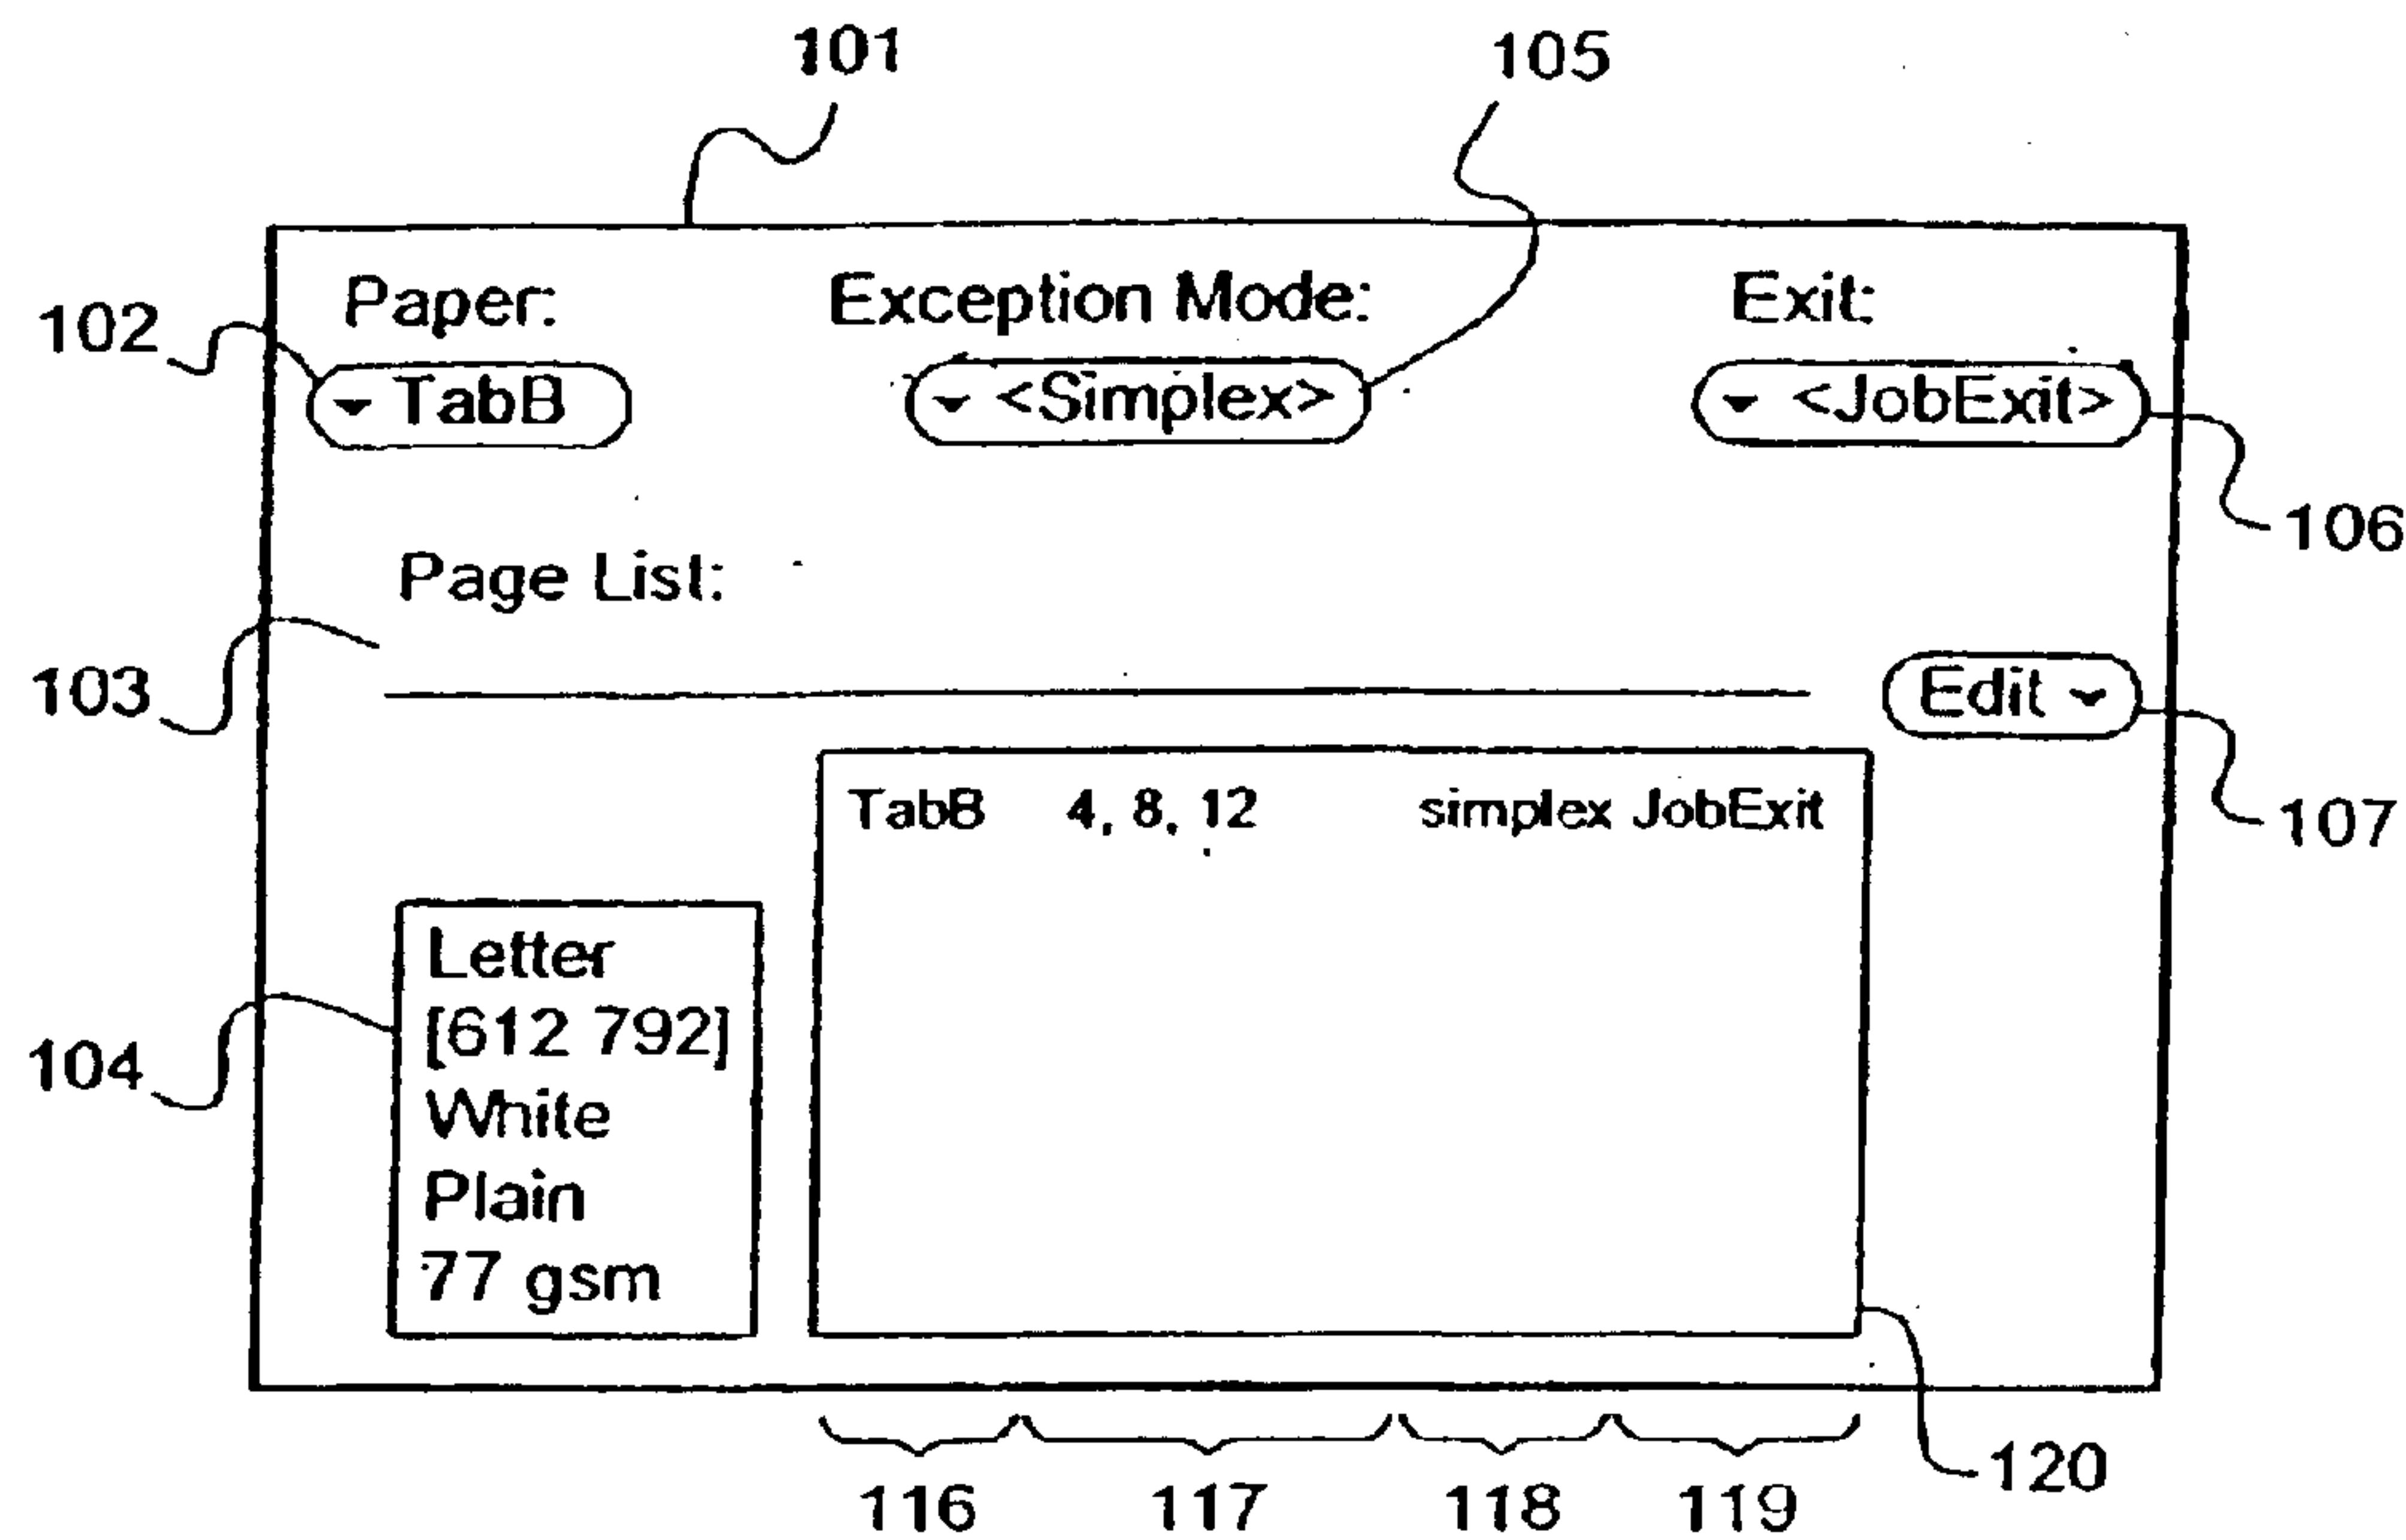 101
105
Paper:
Exception Mode:
Exit:
102
TabB
<Simplex>
<JobExit>
106
Page List:
103
Edit
107
TabB 4, 8, 12 simplex JobExit
Letter
[612 792]
White
Plain
77 gsm
104
120
116
117
118
119